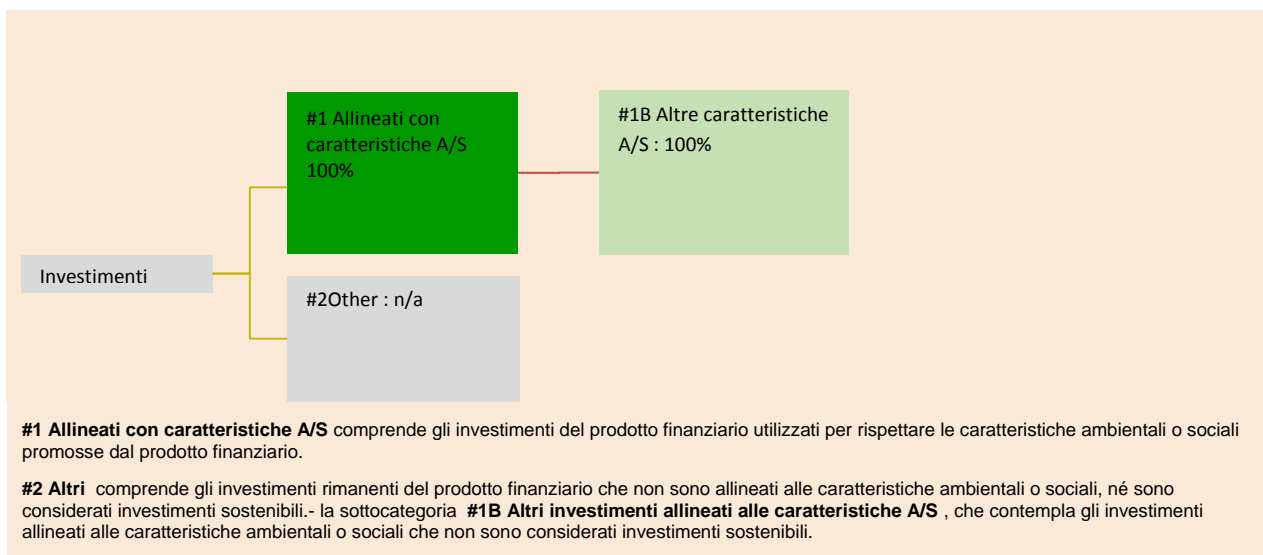 #1 Allineati con
caratteristiche A/S
100%
#1B Altre caratteristiche
A/S : 100%
Investimenti
#2Other : n/a
#1 Allineati con caratteristiche A/S comprende gli investimenti del prodotto finanziario utilizzati per rispettare le caratteristiche ambientali o sociali
promosse dal prodotto finanziario.
#2 Altri comprende gli investimenti rimanenti del prodotto finanziario che non sono allineati alle caratteristiche ambientali o sociali, né sono
considerati investimenti sostenibili.- la sottocategoria #1B Altri investimenti allineati alle caratteristiche A/S , che contempla gli investimenti
allineati alle caratteristiche ambientali o sociali che non sono considerati investimenti sostenibili.